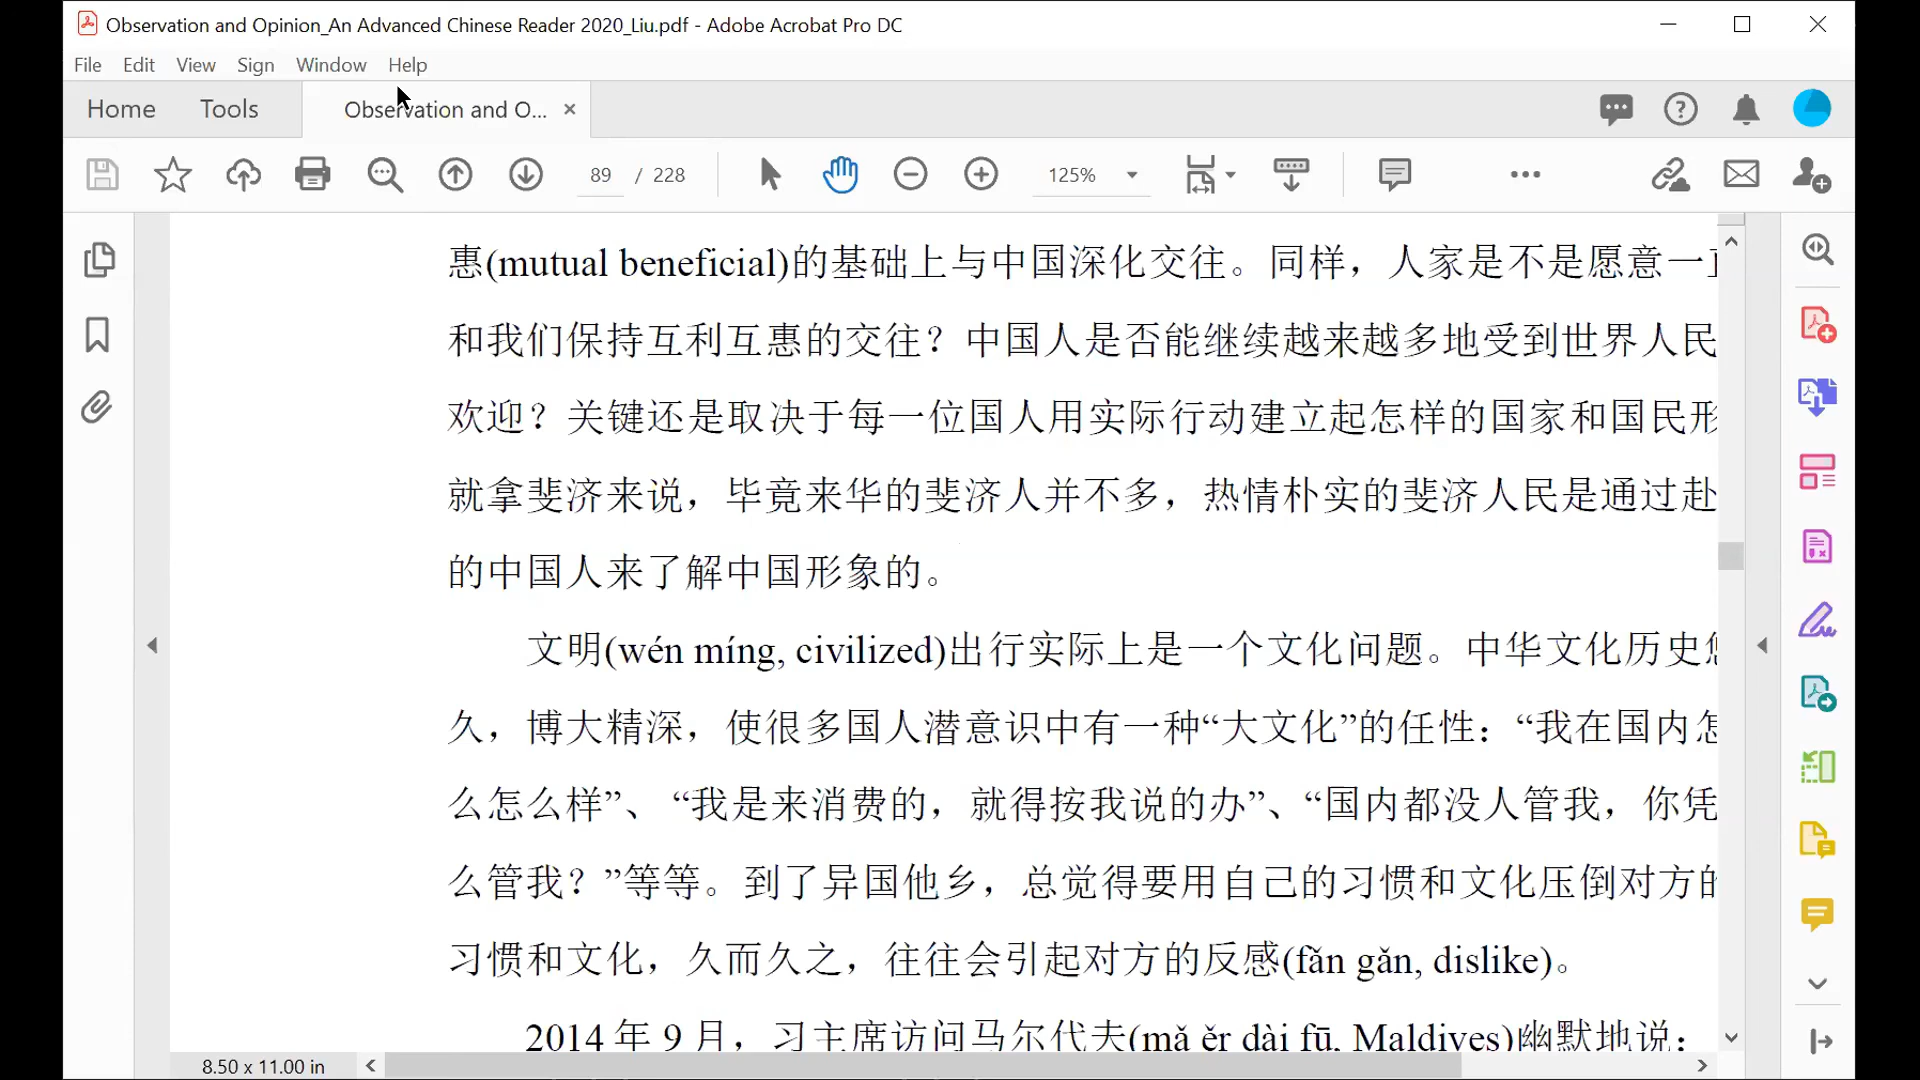 Observation and Opinion_An Advanced Chinese Reader 2020_Liu.pdf - Adobe Acrobat Pro DC
File Edit View Sign Window Help
Home Tools Observation and O... ×
89 / 228 125%
惠(mutual beneficial)的基础上与中国深化交往。同样，人家是不是愿意一
和我们保持互利互惠的交往？中国人是否能继续越来越多地受到世界人民
欢迎？关键还是取决于每一位国人用实际行动建立起怎样的国家和国民形
就拿斐济来说，毕竟来华的斐济人并不多，热情朴实的斐济人民是通过赴
的中国人来了解中国形象的。
文明(wén míng, civilized)出行实际上是一个文化问题。中华文化历史
久，博大精深，使很多国人潜意识中有一种“大文化”的任性：“我在国内怎
么怎么样”、 “我是来消费的，就得按我说的办”、“国内都没人管我，你凭
么管我？”等等。到了异国他乡，总觉得要用自己的习惯和文化压倒对方的
习惯和文化，久而久之，往往会引起对方的反感(fǎn gǎn, dislike)。
2014 年 9 月，习主席访问马尔代夫(mǎ ěr dài fū, Maldives)幽默地说：
8.50 x 11.00 in